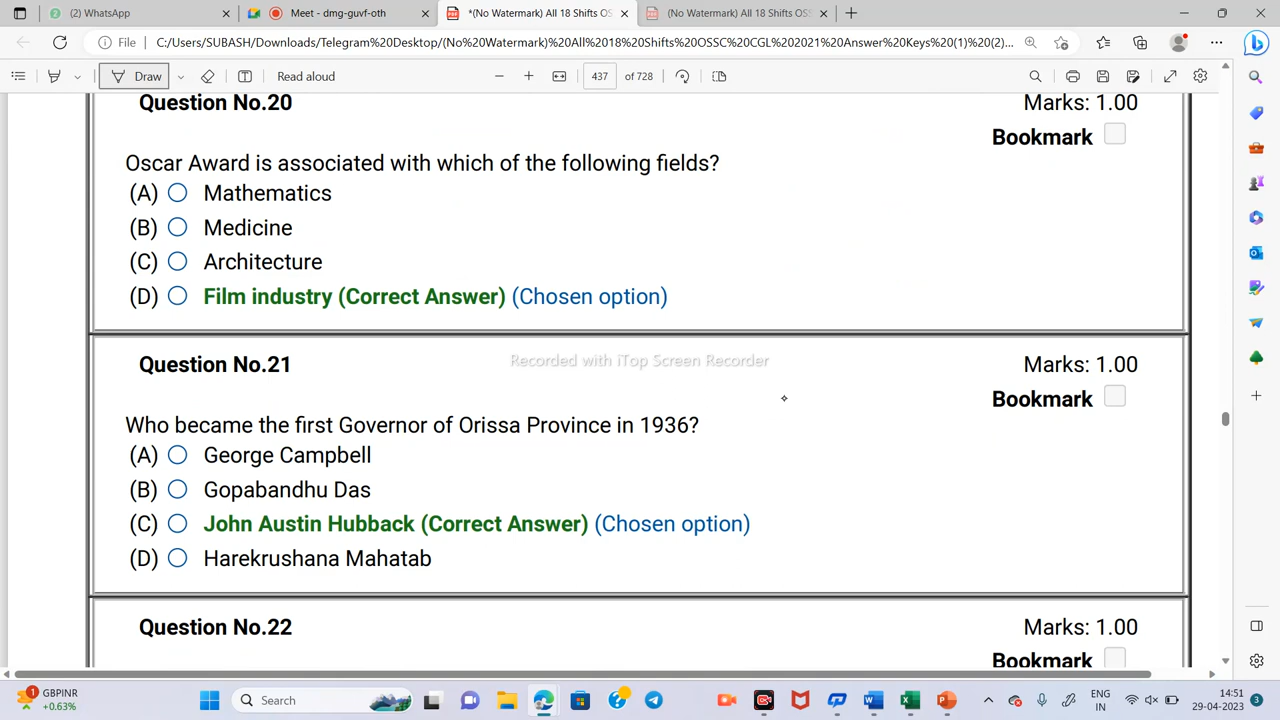 (2) WhatsApp
Meet - dmg-guvf-oth
*(No Watermark) All 18 Shifts OS
(No Watermark) All 18 Shifts OSS
File
C:/Users/SUBASH/Downloads/Telegram%20Desktop/(No%20Watermark)%20All%2018%20Shifts%20OSSC%20CGL%202021%20Answer%20Keys%20(1)%20(2)...
Draw
Read aloud
437 of 728
Question No.20
Marks: 1.00
Bookmark
Oscar Award is associated with which of the following fields?
(A) Mathematics
(B) Medicine
(C) Architecture
(D) Film industry (Correct Answer) (Chosen option)
Recorded with iTop Screen Recorder
Question No.21
Marks: 1.00
Bookmark
Who became the first Governor of Orissa Province in 1936?
(A) George Campbell
(B) Gopabandhu Das
(C) John Austin Hubback (Correct Answer) (Chosen option)
(D) Harekrushana Mahatab
Question No.22
Marks: 1.00
Bookmark
1
GBPINR
+0.63%
Search
ENG
IN
14:51
29-04-2023
3